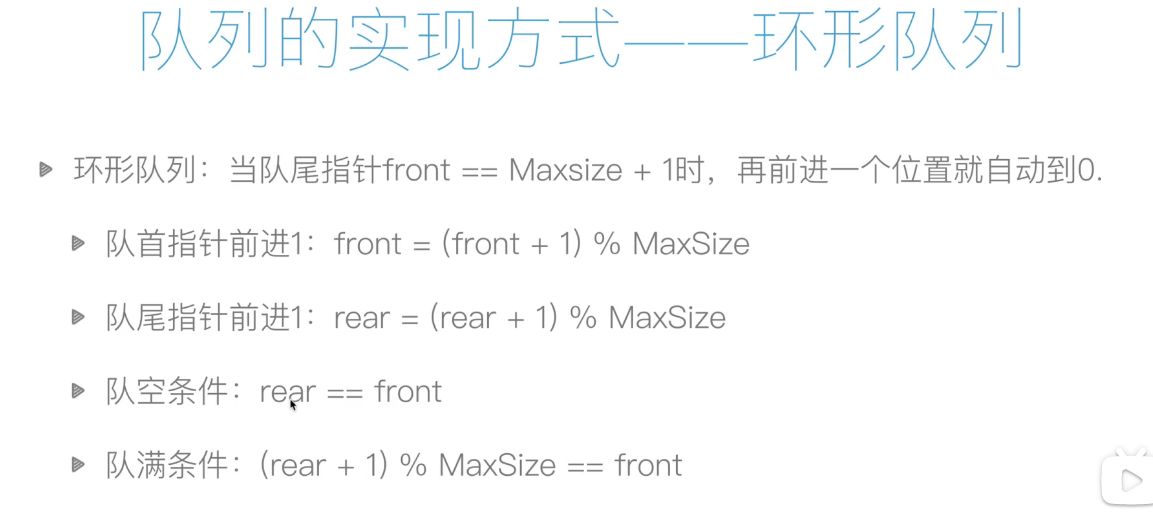 队列的实现方式——环形队列
环形队列：当队尾指针front == Maxsize + 1时，再前进一个位置就自动到0.
队首指针前进1：front = (front + 1) % MaxSize
队尾指针前进1：rear = (rear + 1) % MaxSize
队空条件：rear == front
队满条件：(rear + 1) % MaxSize == front